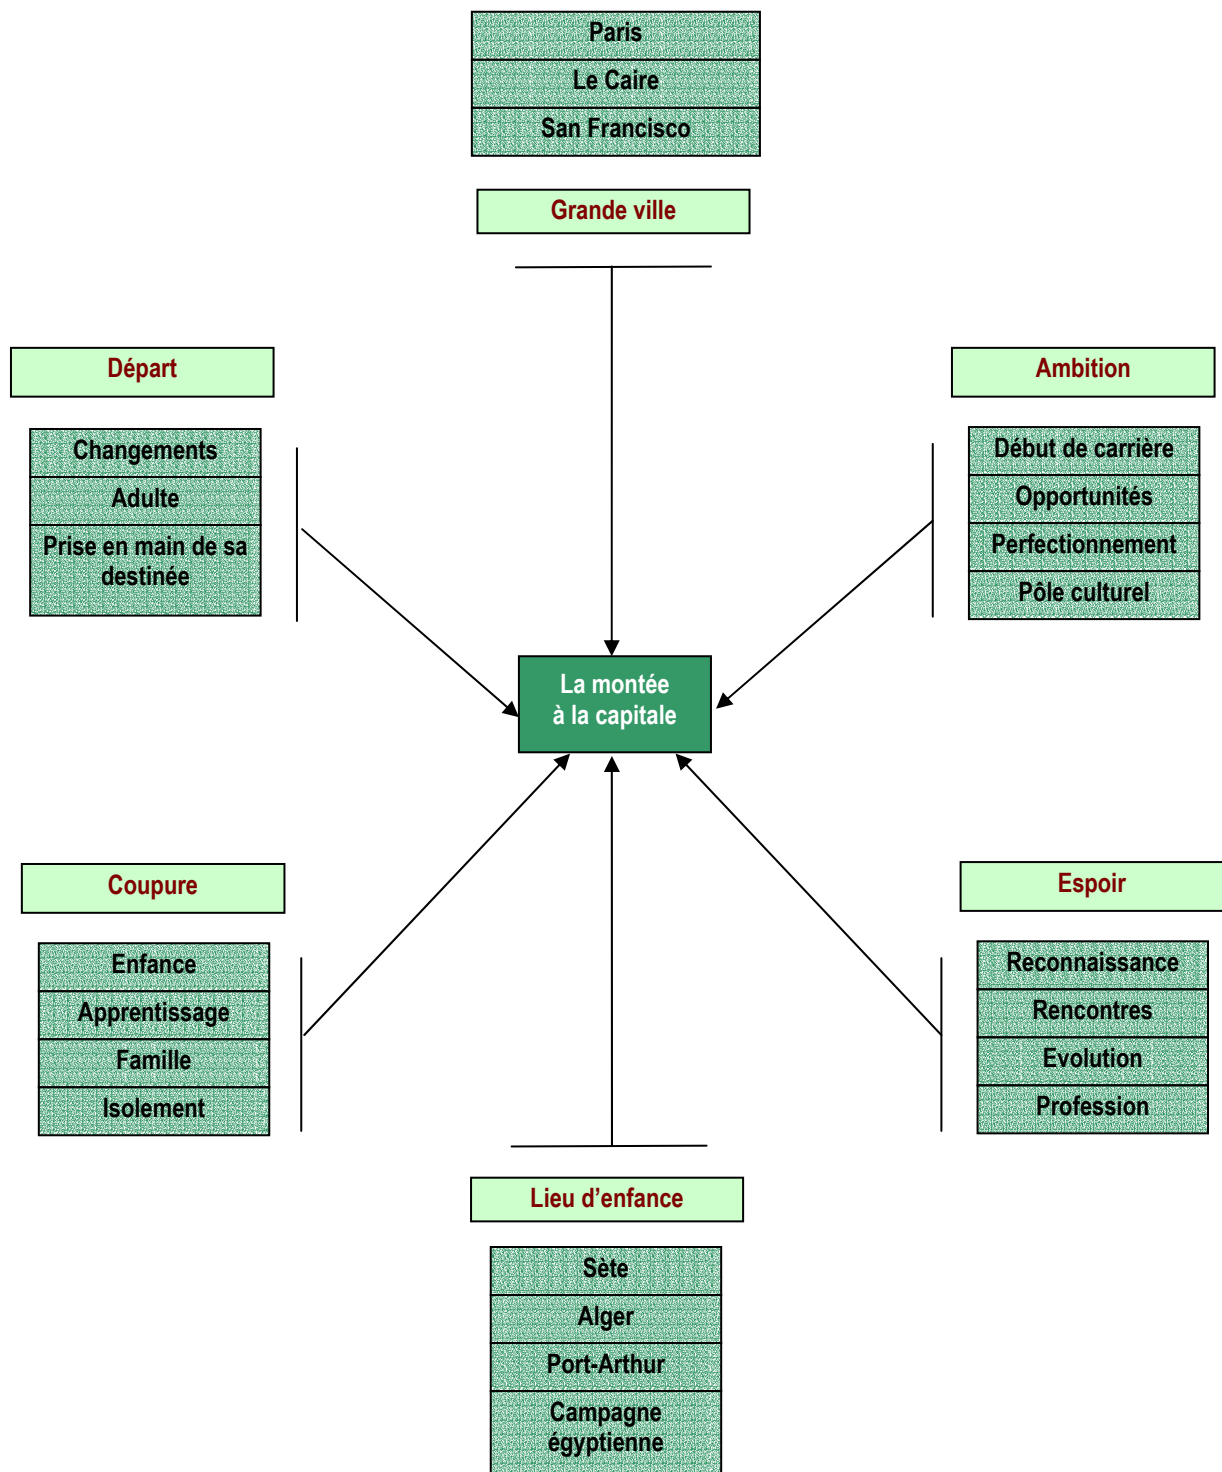 Paris
Le Caire
San Francisco
Grande ville
Départ
Changements
Adulte
Prise en main de sa
destinée
Ambition
Début de carrière
Opportunités
Perfectionnement
Pôle culturel
La montée
à la capitale
Coupure
Enfance
Apprentissage
Famille
Isolement
Espoir
Reconnaissance
Rencontres
Evolution
Profession
Lieu d’enfance
Sète
Alger
Port-Arthur
Campagne
égyptienne